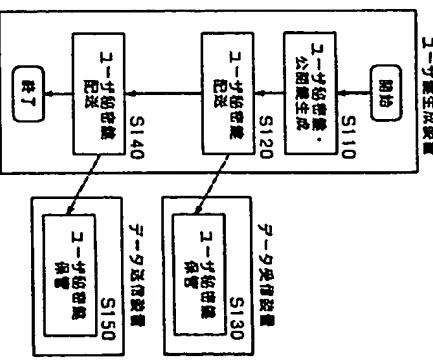 ユーザ鍵生成装置
開始
ユーザ秘密鍵・
公開鍵生成
S110
ユーザ秘密鍵
配送
S120
データ受信装置
ユーザ秘密鍵
保管
S130
ユーザ秘密鍵
配送
S140
データ送信装置
ユーザ秘密鍵
保管
S150
終了